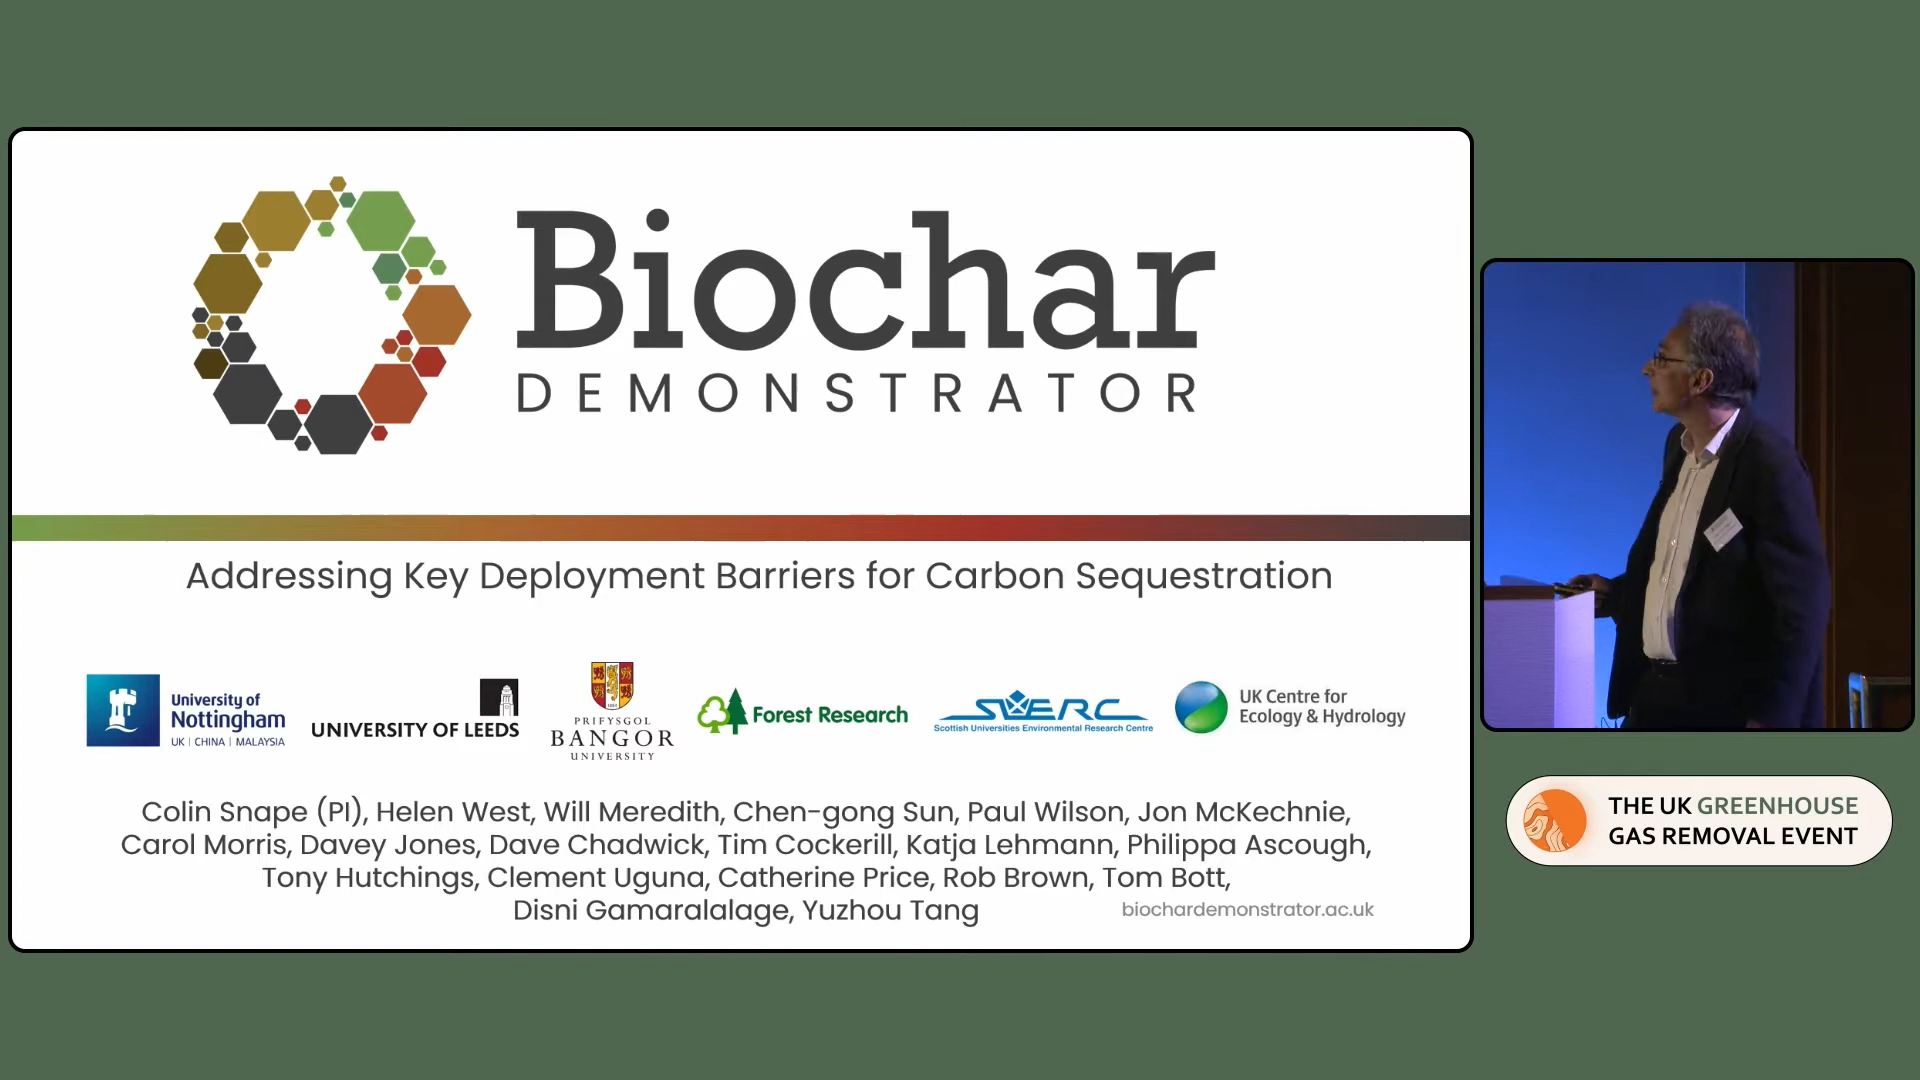 Biochar
DEMONSTRATOR
Addressing Key Deployment Barriers for Carbon Sequestration
University of
Nottingham
UK | CHINA | MALAYSIA
UNIVERSITY OF LEEDS
PRIFYSGOL
BANGOR
UNIVERSITY
Forest Research
SUERC
Scottish Universities Environmental Research Centre
UK Centre for
Ecology & Hydrology
Colin Snape (PI), Helen West, Will Meredith, Chen-gong Sun, Paul Wilson, Jon McKechnie,
Carol Morris, Davey Jones, Dave Chadwick, Tim Cockerill, Katja Lehmann, Philippa Ascough,
Tony Hutchings, Clement Uguna, Catherine Price, Rob Brown, Tom Bott,
Disni Gamaralalage, Yuzhou Tang
biochardemonstrator.ac.uk
THE UK GREENHOUSE
GAS REMOVAL EVENT